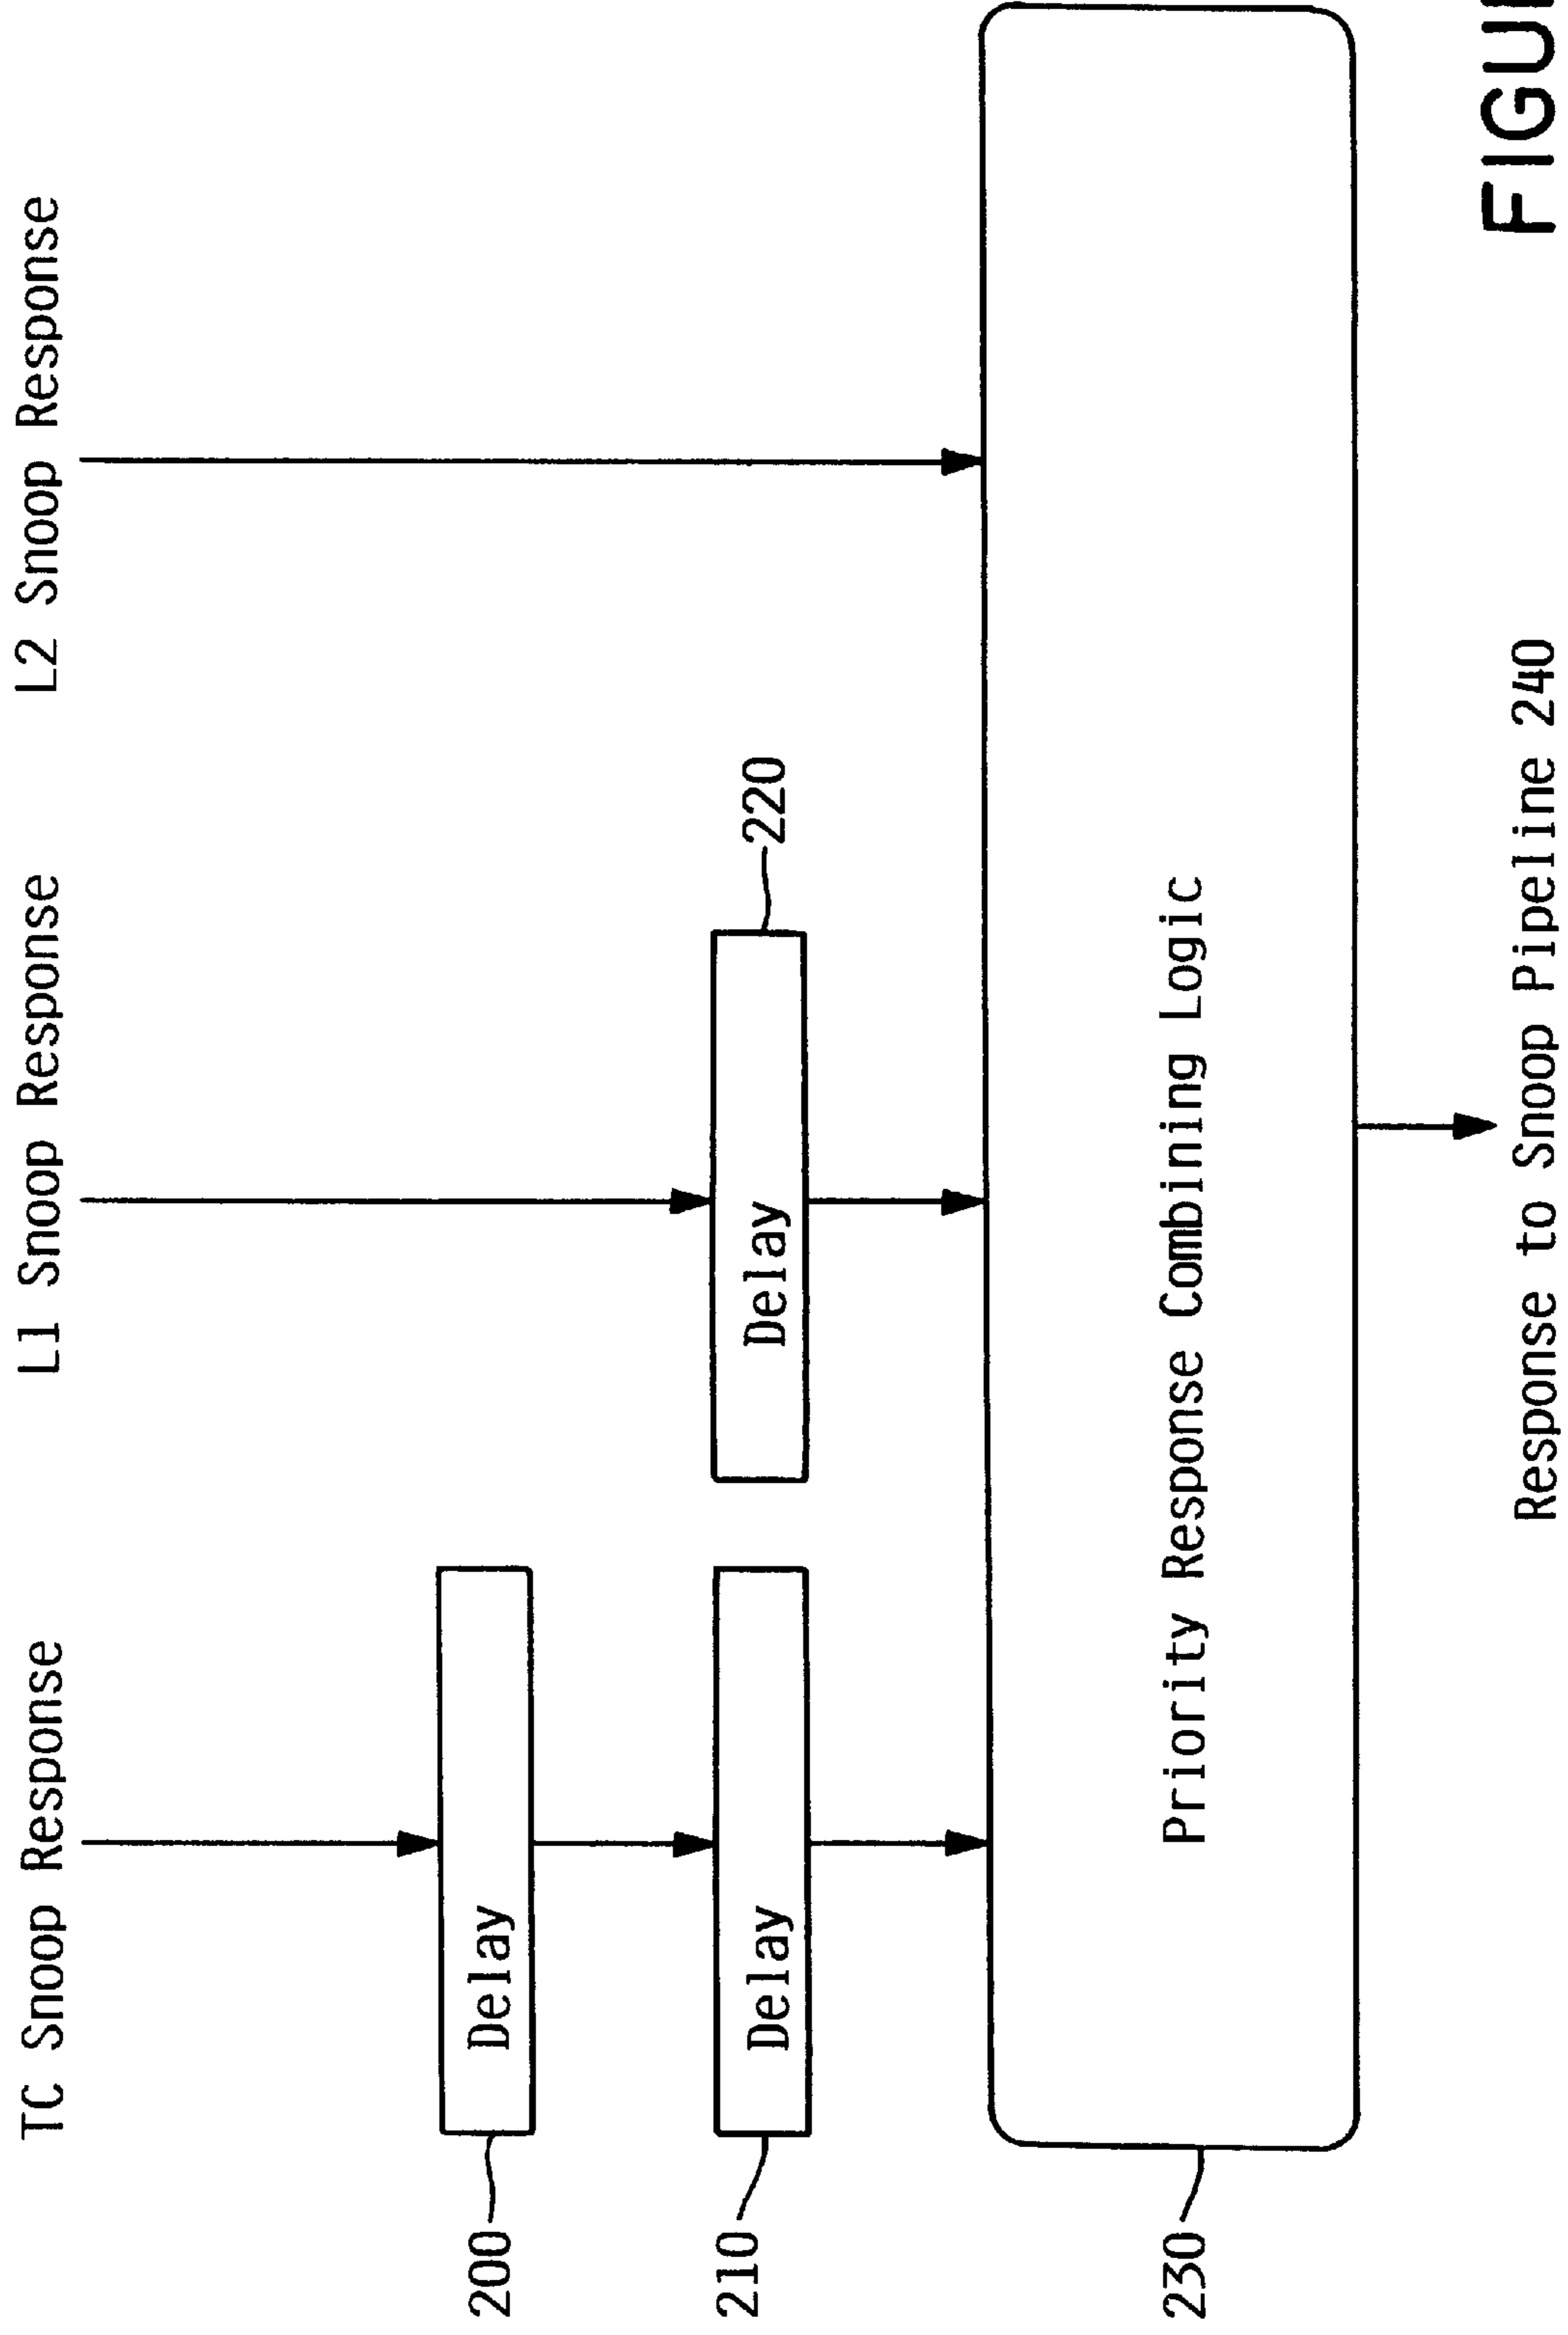 TC Snoop Response
L1 Snoop Response
L2 Snoop Response
200
Delay
210
Delay
Delay
220
230
Priority Response Combining Logic
Response to Snoop Pipeline 240